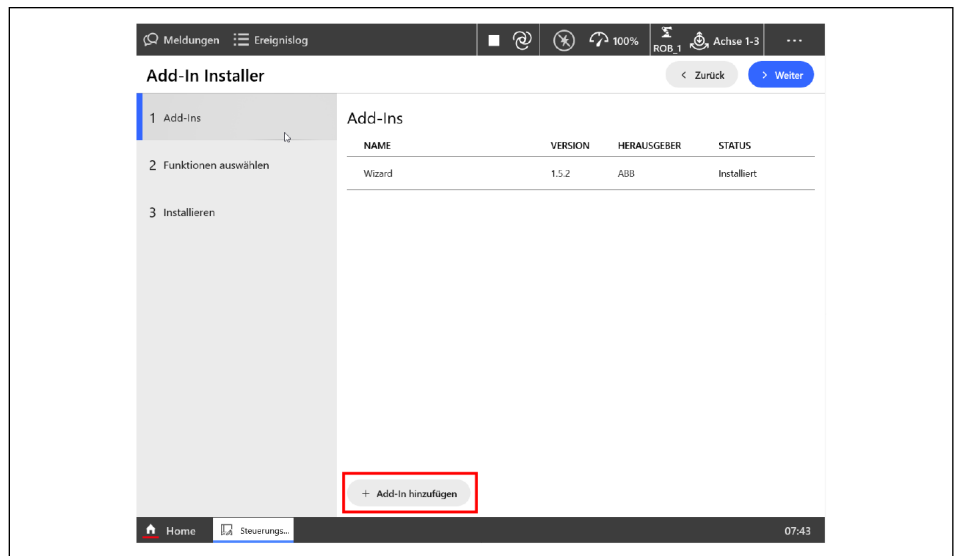 Meldungen Ereignislog 100% ROB_1 Achse 1-3 ...
Add-In Installer < Zurück > Weiter
1 Add-Ins
2 Funktionen auswählen
3 Installieren
Add-Ins
NAME VERSION HERAUSGEBER STATUS
Wizard 1.5.2 ABB Installiert
+ Add-In hinzufügen
Home Steuerungs... 07:43